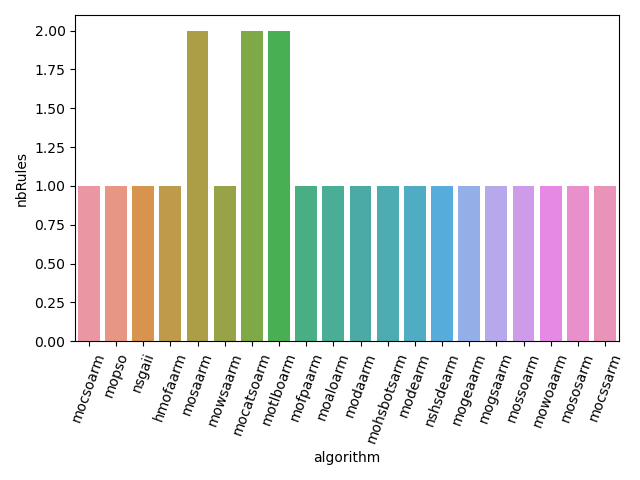 nbRules
2.00
1.75
1.50
1.25
1.00
0.75
0.50
0.25
0.00
mocsoarm
mopso
nsgaii
hmofaarm
mosaarm
mowsaarm
mocatsoarm
motlboarm
mofpaarm
moaloarm
modaarm
mohsbotsarm
modearm
nshsdearm
mogeaarm
mogsaarm
mossoarm
mowoaarm
mososarm
mocssarm
algorithm